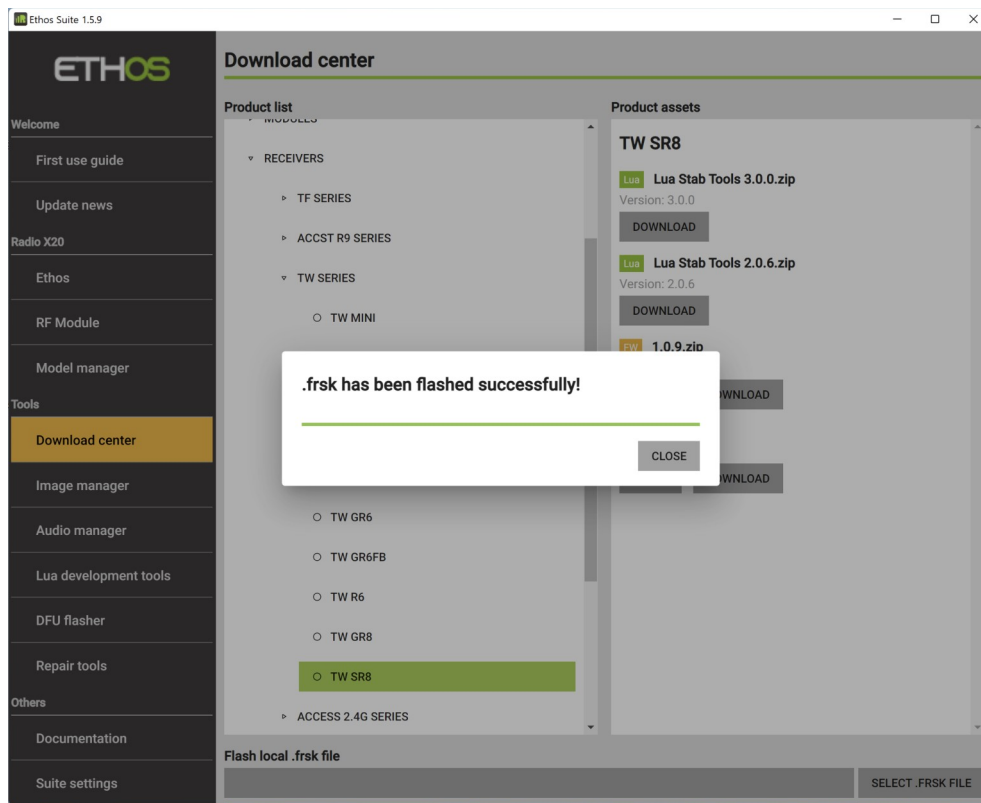 Ethos Suite 1.5.9
ETHOS
Welcome
First use guide
Update news
Radio X20
Ethos
RF Module
Model manager
Tools
Download center
Image manager
Audio manager
Lua development tools
DFU flasher
Repair tools
Others
Documentation
Suite settings
Download center
Product list
MODULES
RECEIVERS
TF SERIES
ACCST R9 SERIES
TW SERIES
TW MINI
TW GR6
TW GR6FB
TW R6
TW GR8
TW SR8
ACCESS 2.4G SERIES
Product assets
TW SR8
Lua Lua Stab Tools 3.0.0.zip
Version: 3.0.0
DOWNLOAD
Lua Lua Stab Tools 2.0.6.zip
Version: 2.0.6
DOWNLOAD
FW 1.0.9.zip
.frsk has been flashed successfully!
CLOSE
Flash local .frsk file
SELECT .FRSK FILE